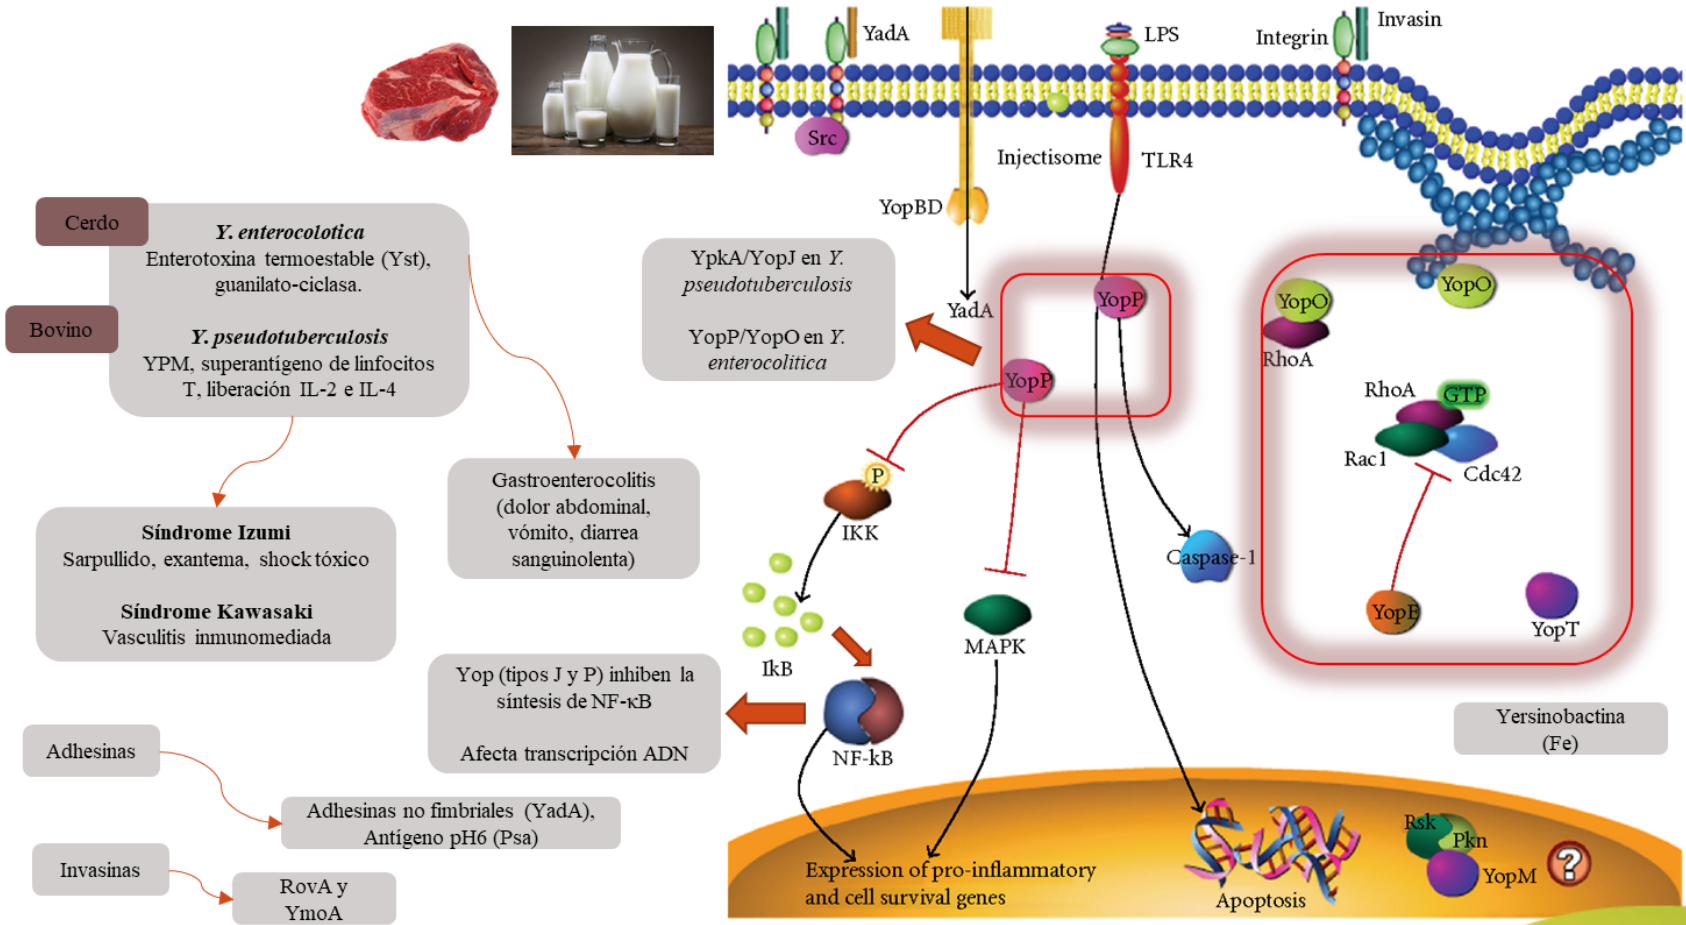 Cerdo
Y. enterocolotica
Enterotoxina termoestable (Yst),
guanilato-ciclasa.
Bovino
Y. pseudotuberculosis
YPM, superantígeno de linfocitos
T, liberación IL-2 e IL-4
Síndrome Izumi
Sarpullido, exantema, shock tóxico
Síndrome Kawasaki
Vasculitis inmunomediada
Gastroenterocolitis
(dolor abdominal,
vómito, diarrea
sanguinolenta)
Adhesinas
Adhesinas no fimbriales (YadA),
Antígeno pH6 (Psa)
Invasinas
RovA y
YmoA
YpkA/YopJ en Y.
pseudotuberculosis
YopP/YopO en Y.
enterocolitica
Yop (tipos J y P) inhiben la
síntesis de NF-κB
Afecta transcripción ADN
YadA
Src
YopBD
YadA
Injectisome
LPS
TLR4
Integrin
Invasin
YopP
YopP
P
IKK
IkB
NF-kB
MAPK
Caspase-1
YopO
RhoA
YopO
RhoA
GTP
Rac1
Cdc42
YopE
YopT
Yersinobactina
(Fe)
Expression of pro-inflammatory
and cell survival genes
Apoptosis
Rsk
Pkn
YopM
?